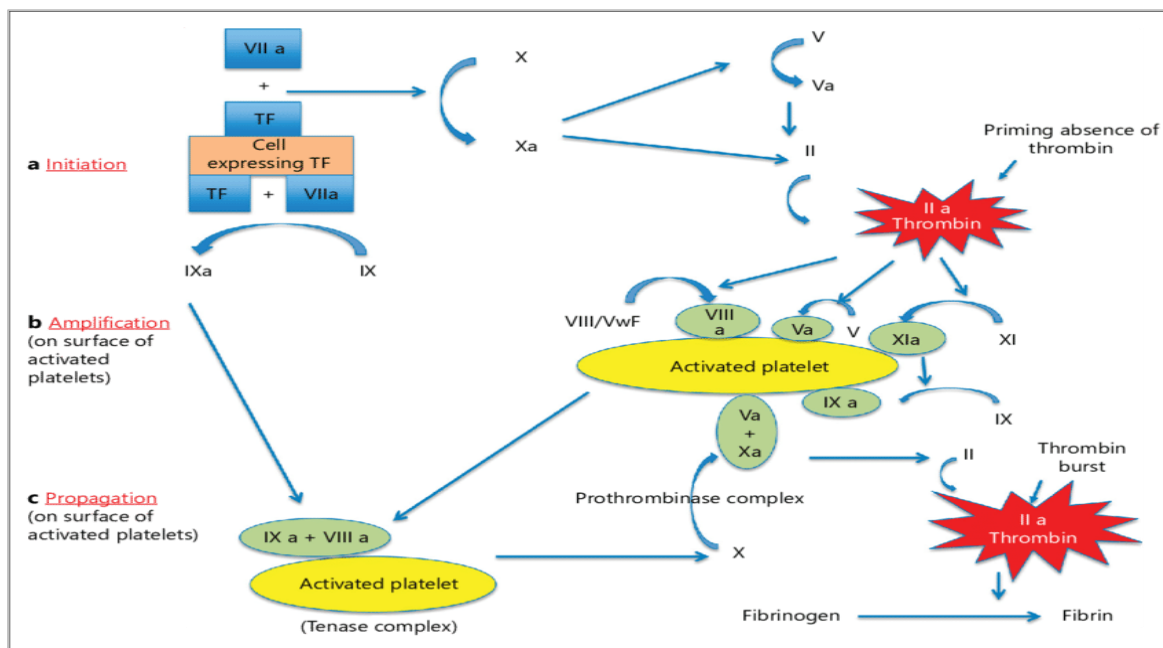 VII a
+
TF
Cell
expressing TF
TF + VIIa
a Initiation
IXa
IX
X
Xa
V
Va
II
Priming absence of
thrombin
II a
Thrombin
b Amplification
(on surface of
activated
platelets)
VIII/VwF
VIII
a
Va
V
XIa
XI
Activated platelet
IX a
IX
Va
+
Xa
II
Thrombin
burst
Prothrombinase complex
c Propagation
(on surface of
activated platelets)
IX a + VIII a
Activated platelet
(Tenase complex)
X
II a
Thrombin
Fibrinogen
Fibrin